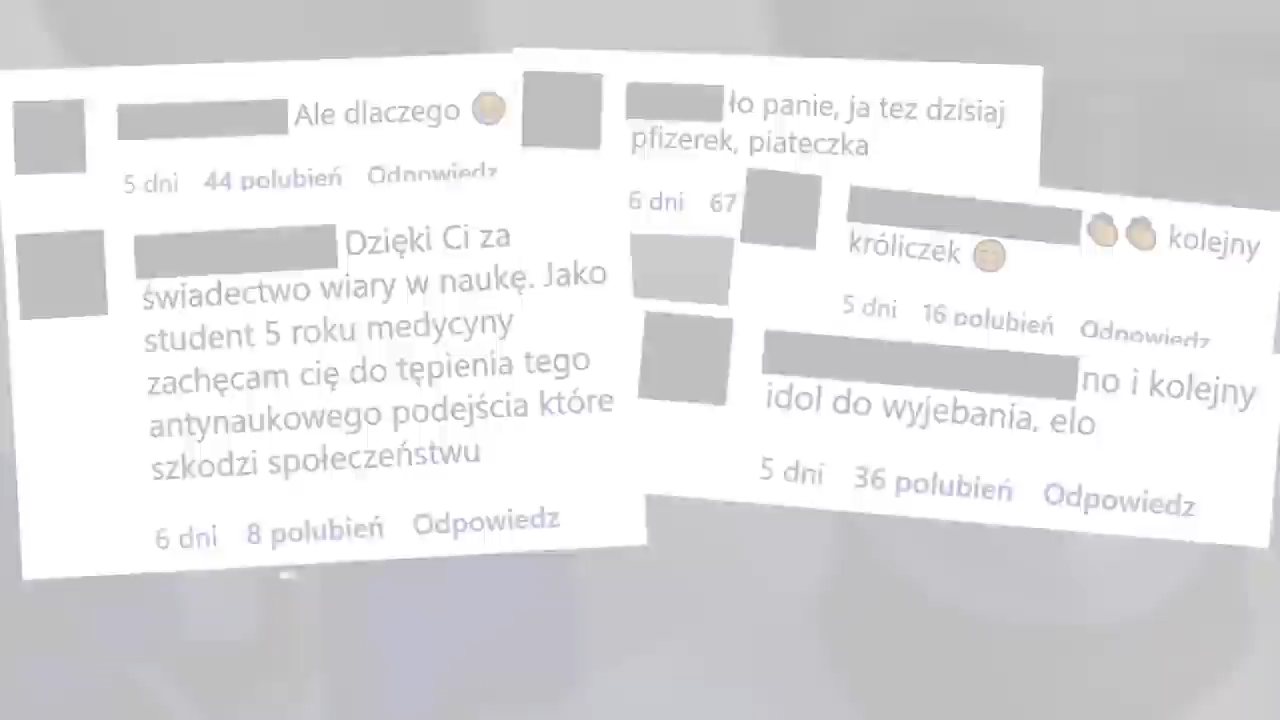 Ale dlaczego
5 dni 44 polubień Odpowiedz
Dzięki Ci za
świadectwo wiary w naukę. Jako
student 5 roku medycyny
zachęcam cię do tępienia tego
antynaukowego podejścia które
szkodzi społeczeństwu
6 dni 8 polubień Odpowiedz
ło panie, ja tez dzisiaj
pfizerek, piateczka
6 dni 67
kolejny
króliczek
5 dni 16 polubień Odpowiedz
no i kolejny
idol do wyjebania, elo
5 dni 36 polubień Odpowiedz